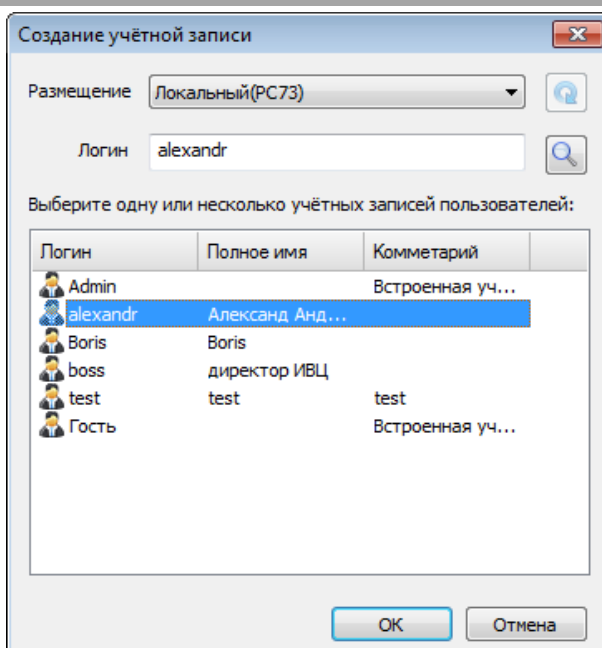 Создание учётной записи
Размещение Локальный(PC73)
Логин alexandr
Выберите одну или несколько учётных записей пользователей:
Логин Полное имя Комметарий
Admin Встроенная уч...
alexandr Александ Анд...
Boris Boris
boss директор ИВЦ
test test test
Гость Встроенная уч...
OK Отмена